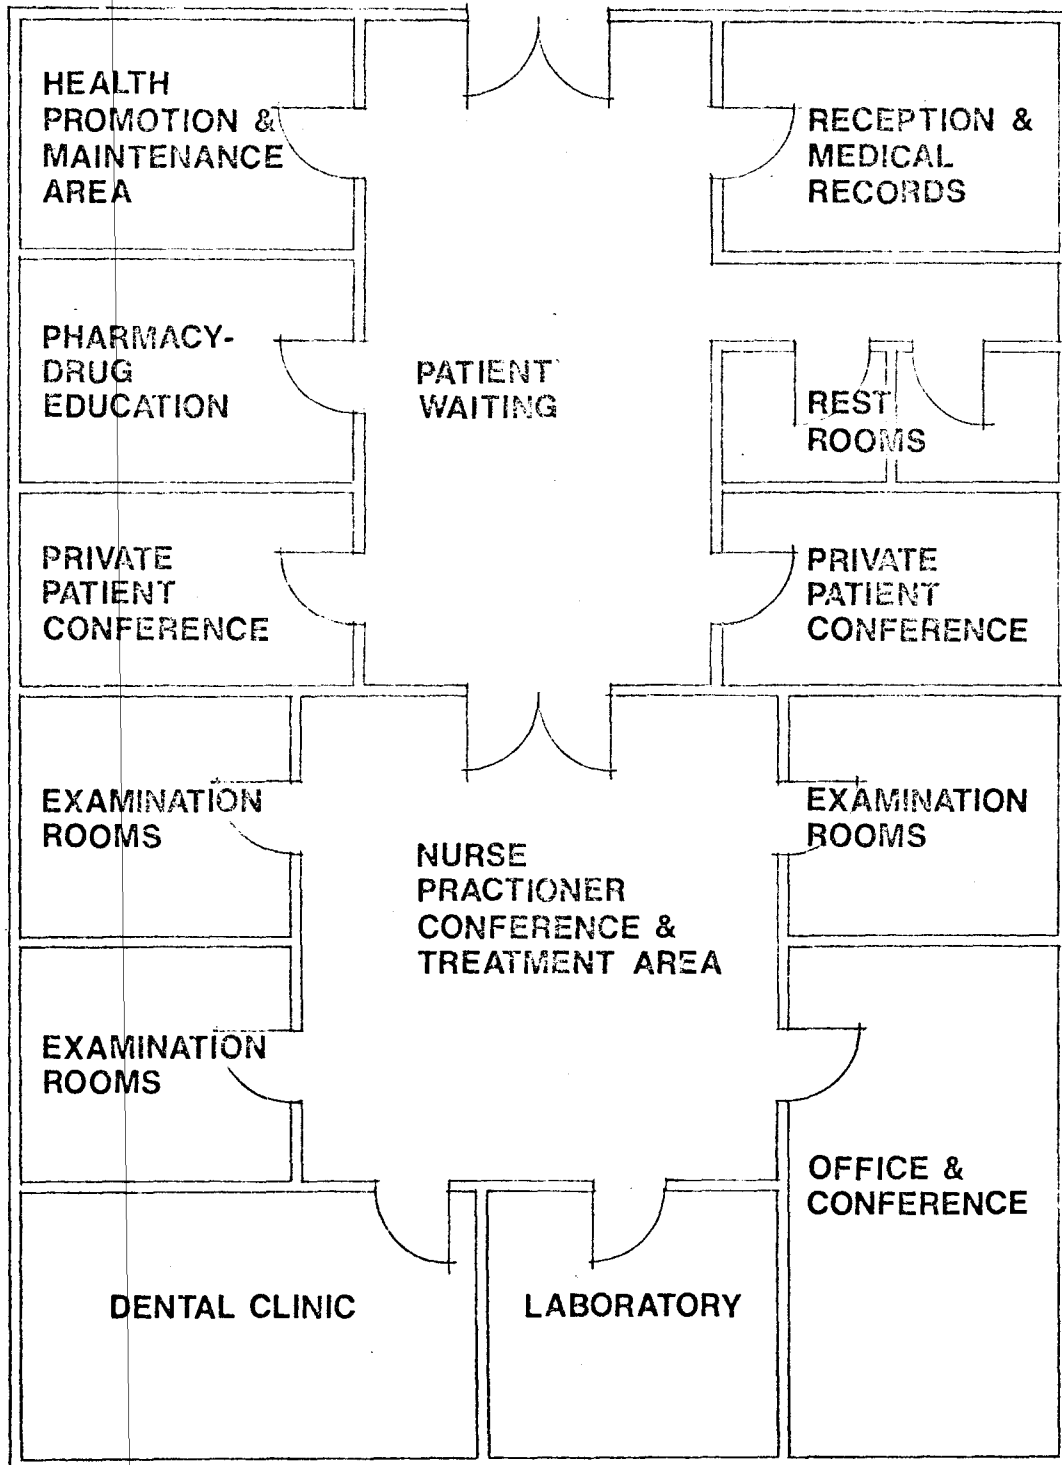 HEALTH
PROMOTION &
MAINTENANCE
AREA
RECEPTION &
MEDICAL
RECORDS
PHARMACY-
DRUG
EDUCATION
PATIENT
WAITING
REST
ROOMS
PRIVATE
PATIENT
CONFERENCE
PRIVATE
PATIENT
CONFERENCE
EXAMINATION
ROOMS
NURSE
PRACTIONER
CONFERENCE &
TREATMENT AREA
EXAMINATION
ROOMS
EXAMINATION
ROOMS
OFFICE &
CONFERENCE
DENTAL CLINIC
LABORATORY